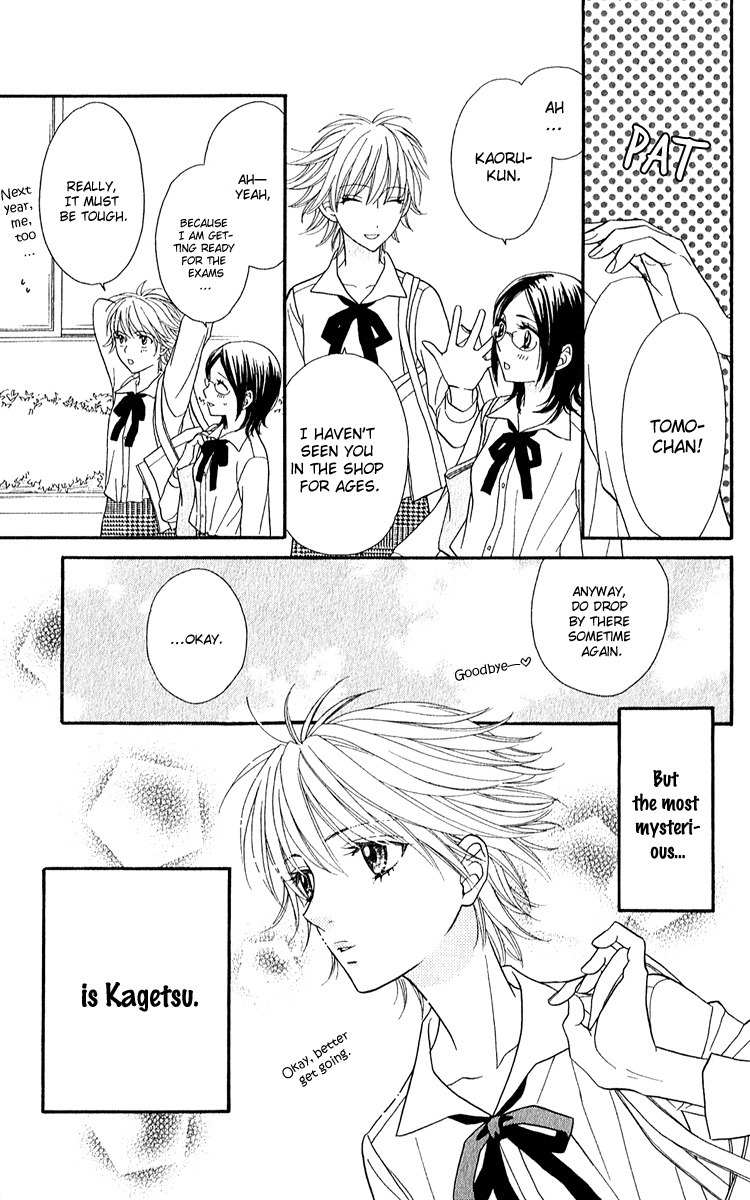 PAT
TOMO-
CHAN!
AH
...
KAORU-
KUN.
I HAVEN'T
SEEN YOU
IN THE SHOP
FOR AGES.
AH—
YEAH,
BECAUSE
I AM GET-
TING READY
FOR THE
EXAMS
...
REALLY,
IT MUST
BE TOUGH.
Next
year,
me,
too
...
ANYWAY,
DO DROP
BY THERE
SOMETIME
AGAIN.
Goodbye—♡
...OKAY.
But
the most
mysteri-
ous...
is Kagetsu.
Okay, better
get going.